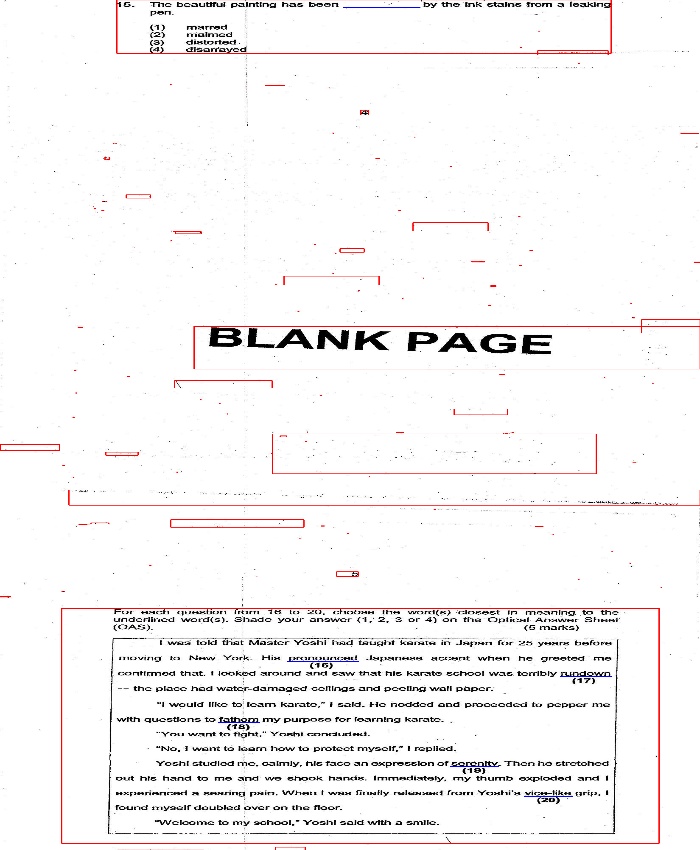 15. The beautiful painting has been ____________ by the ink stains from a leaking
pen.
(1) marred
(2) maimed
(3) distorted
(4) disarrayed
4
BLANK PAGE
5
For each question from 16 to 20, choose the word(s) closest in meaning to the
underlined word(s). Shade your answer (1, 2, 3 or 4) on the Optical Answer Sheet
(OAS). (5 marks)
I was told that Master Yoshi had taught karate in Japan for 25 years before
moving to New York. His pronounced Japanese accent when he greeted me
(16)
confirmed that. I looked around and saw that his karate school was terribly rundown
(17)
-- the place had water-damaged ceilings and peeling wall paper.
"I would like to learn karate," I said. He nodded and proceeded to pepper me
with questions to fathom my purpose for learning karate.
(18)
"You want to fight," Yoshi concluded.
"No, I want to learn how to protect myself," I replied.
Yoshi studied me, calmly, his face an expression of serenity. Then he stretched
(19)
out his hand to me and we shook hands. Immediately, my thumb exploded and I
experienced a searing pain. When I was finally released from Yoshi's vice-like grip, I
(20)
found myself doubled over on the floor.
"Welcome to my school," Yoshi said with a smile.